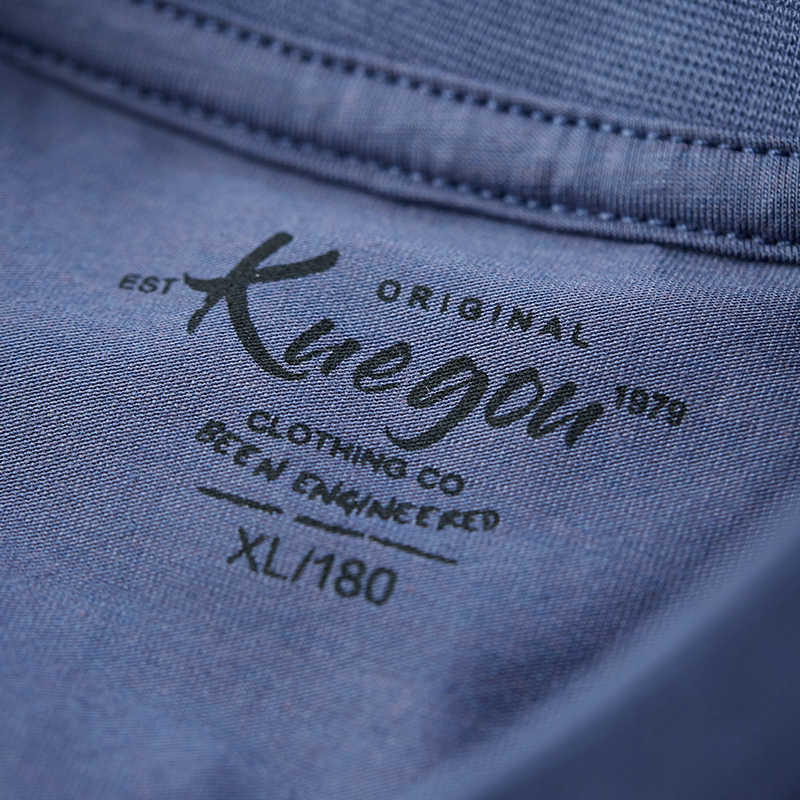 ORIGINAL
EST Kuegou 1979
CLOTHING CO
BEEN ENGINEERED
XL/180